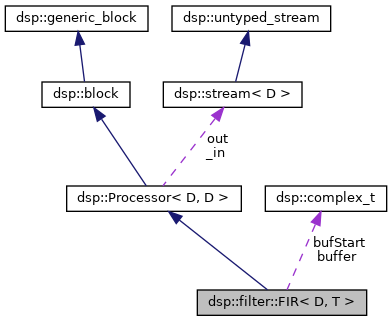 dsp::generic_block
dsp::untyped_stream
dsp::block
dsp::stream< D >
out
_in
dsp::Processor< D, D >
dsp::complex_t
bufStart
buffer
dsp::filter::FIR< D, T >